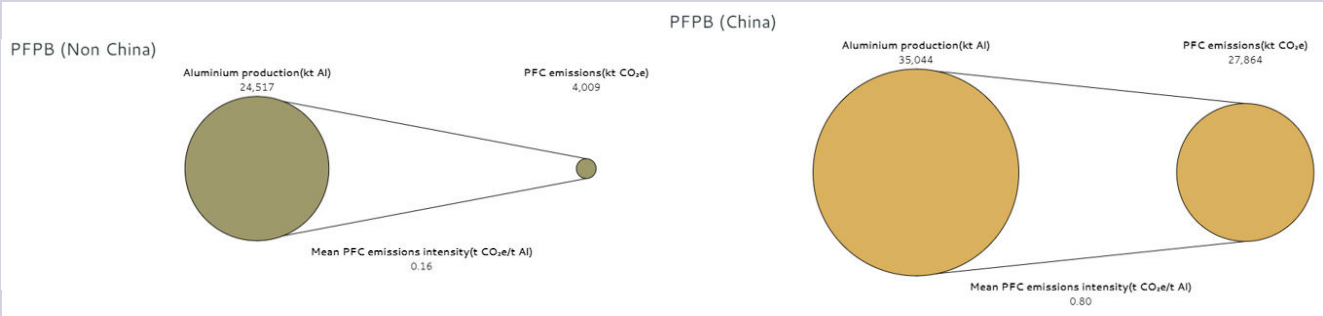 PFPB (Non China)
Aluminium production(kt Al)
24,517
PFC emissions(kt CO₂e)
4,009
Mean PFC emissions intensity(t CO₂e/t Al)
0.16
PFPB (China)
Aluminium production(kt Al)
35,044
PFC emissions(kt CO₂e)
27,864
Mean PFC emissions intensity(t CO₂e/t Al)
0.80